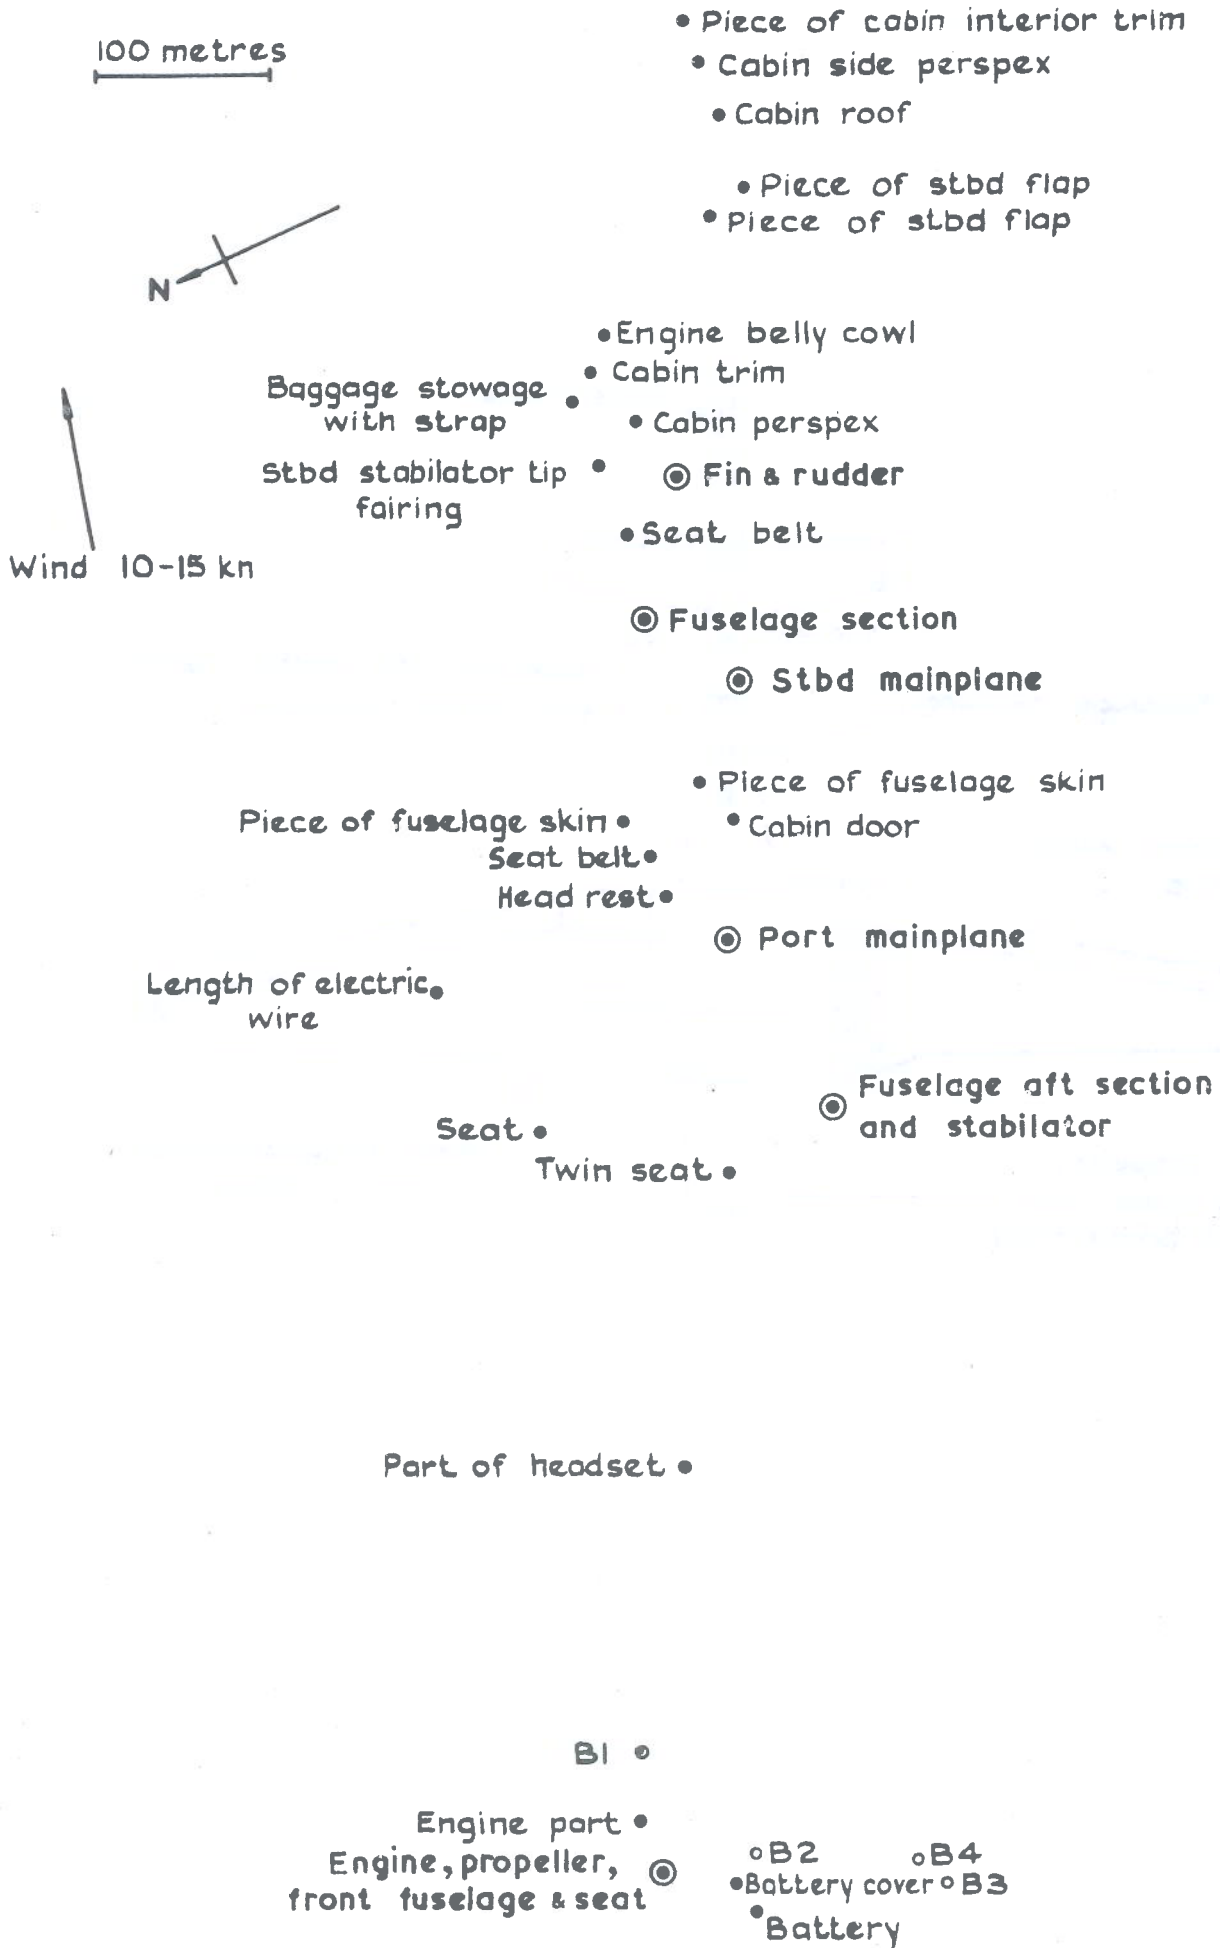 100 metres
• Piece of cabin interior trim
• Cabin side perspex
• Cabin roof
• Piece of stbd flap
• Piece of stbd flap
N
• Engine belly cowl
• Cabin trim
Baggage stowage •
with strap
• Cabin perspex
Stbd stabilator tip •
fairing
Fin & rudder
• Seat belt
Wind 10-15 kn
Fuselage section
Stbd mainplane
• Piece of fuselage skin
Piece of fuselage skin •
• Cabin door
Seat belt •
Head rest •
Port mainplane
Length of electric •
wire
Fuselage aft section
and stabilator
Seat •
Twin seat •
Part of headset •
B1
Engine part •
Engine, propeller,
front fuselage & seat
B2
B4
• Battery cover
B3
• Battery